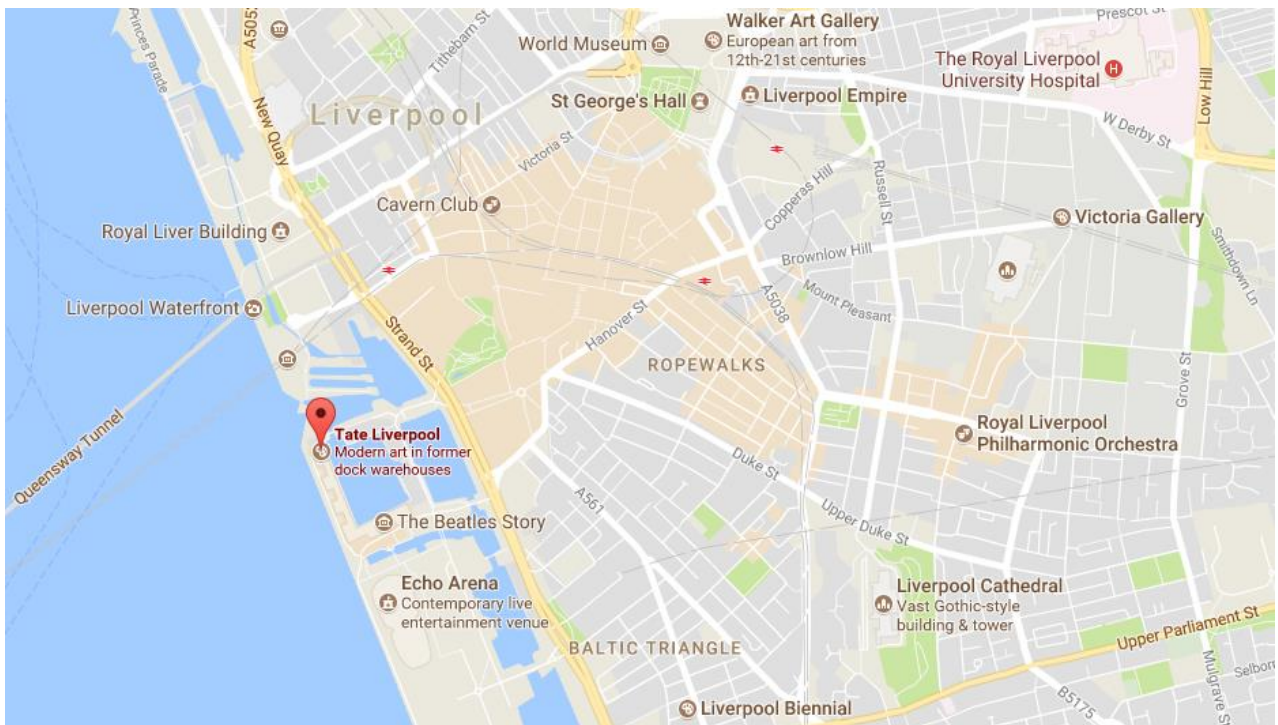 Princes Parade
A5052
Tithebarn St
World Museum
Walker Art Gallery
European art from
12th-21st centuries
Prescot St
The Royal Liverpool
University Hospital
H
Low Hill
Liverpool
New Quay
St George's Hall
Liverpool Empire
Victoria St
W Derby St
Copperas Hill
Russell St
Cavern Club
Victoria Gallery
Royal Liver Building
Brownlow Hill
Smithdown Ln
Mount Pleasant
A5038
Liverpool Waterfront
Strand St
Hanover St
ROPEWALKS
Grove St
Queensway Tunnel
Tate Liverpool
Modern art in former
dock warehouses
Royal Liverpool
Philharmonic Orchestra
Duke St
A561
The Beatles Story
Upper Duke St
Echo Arena
Contemporary live
entertainment venue
Liverpool Cathedral
Vast Gothic-style
building & tower
Upper Parliament St
BALTIC TRIANGLE
Mulgrave St
Selbor
B5175
Liverpool Biennial